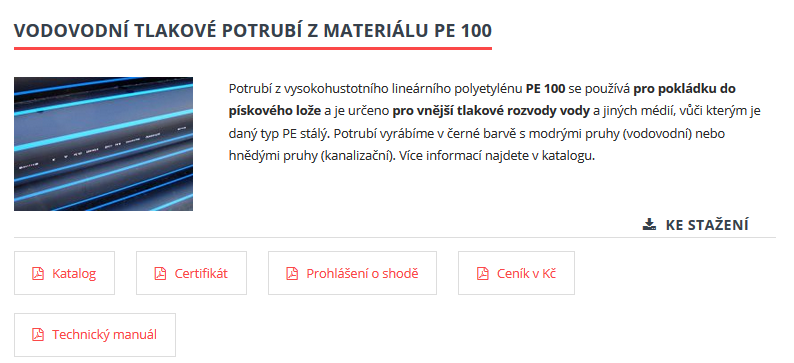 VODOVODNÍ TLAKOVÉ POTRUBÍ Z MATERIÁLU PE 100
Potrubí z vysokohustotního lineárního polyetylénu PE 100 se používá pro pokládku do
pískového lože a je určeno pro vnější tlakové rozvody vody a jiných médií, vůči kterým je
daný typ PE stálý. Potrubí vyrábíme v černé barvě s modrými pruhy (vodovodní) nebo
hnědými pruhy (kanalizační). Více informací najdete v katalogu.
KE STAŽENÍ
Katalog
Certifikát
Prohlášení o shodě
Ceník v Kč
Technický manuál